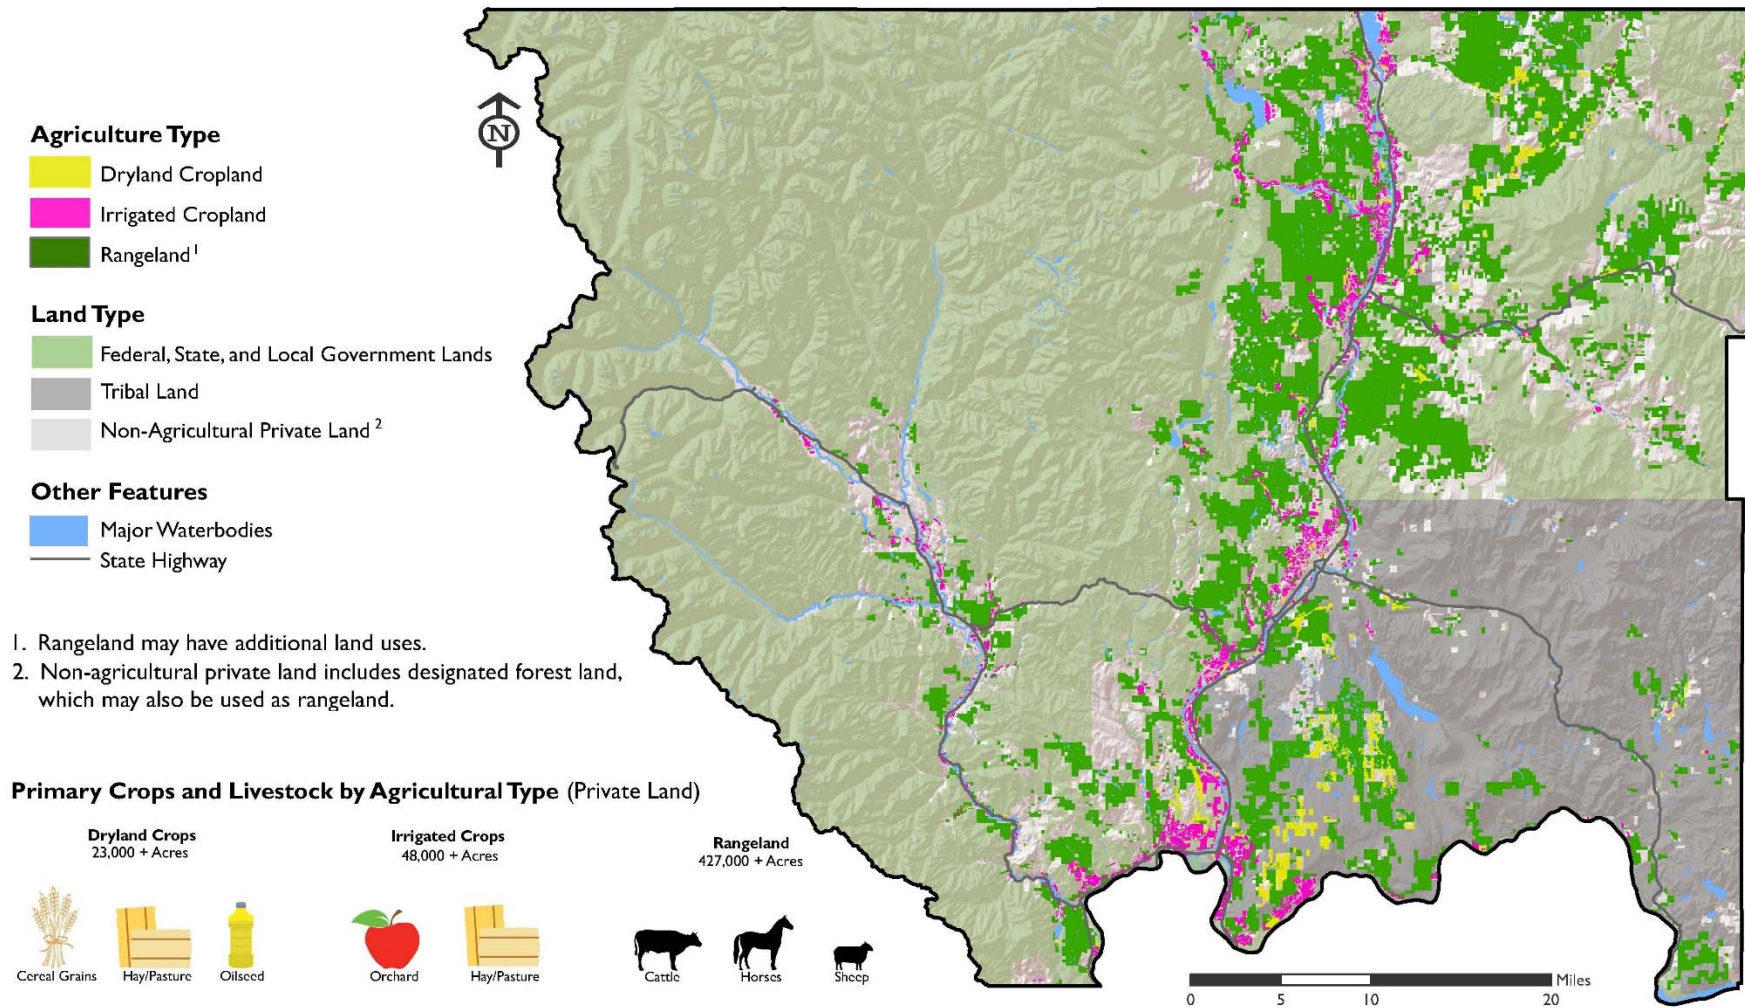 N
Agriculture Type
Dryland Cropland
Irrigated Cropland
Rangeland 1
Land Type
Federal, State, and Local Government Lands
Tribal Land
Non-Agricultural Private Land 2
Other Features
Major Waterbodies
State Highway
1. Rangeland may have additional land uses.
2. Non-agricultural private land includes designated forest land,
which may also be used as rangeland.
Primary Crops and Livestock by Agricultural Type (Private Land)
Dryland Crops
23,000 + Acres
Cereal Grains
Hay/Pasture
Oilseed
Irrigated Crops
48,000 + Acres
Orchard
Hay/Pasture
Rangeland
427,000 + Acres
Cattle
Horses
Sheep
Miles
0 5 10 20